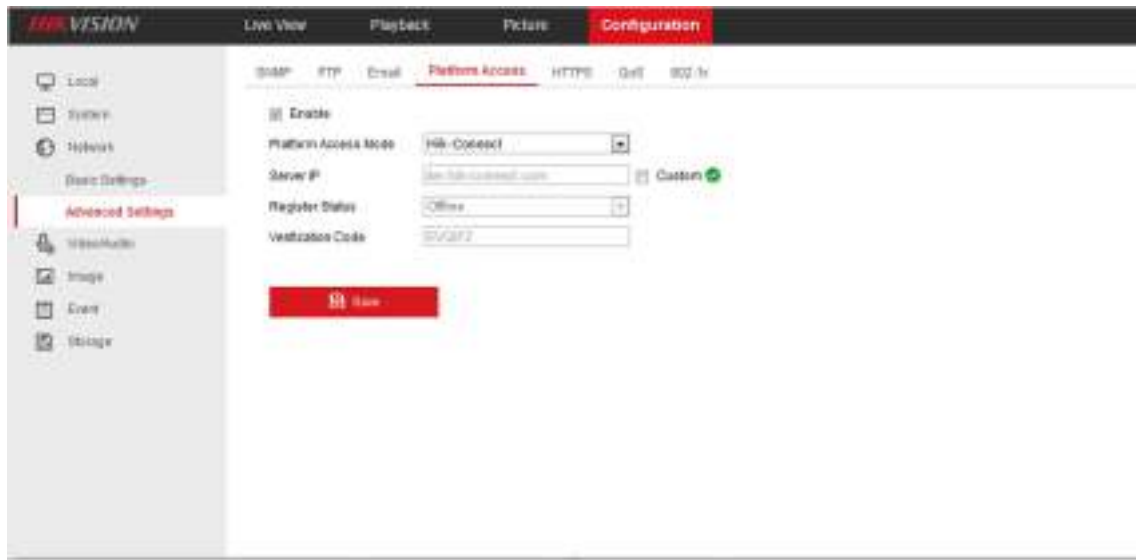 HIKVISION
Live View Playback Picture Configuration
SNMP FTP Email Platform Access HTTPS QoS 802.1x
Local
System
Network
Basic Settings
Advanced Settings
Video/Audio
Image
Event
Storage
Enable
Platform Access Mode Hik-Connect
Server IP Custom
Register Status Offline
Verification Code
Save